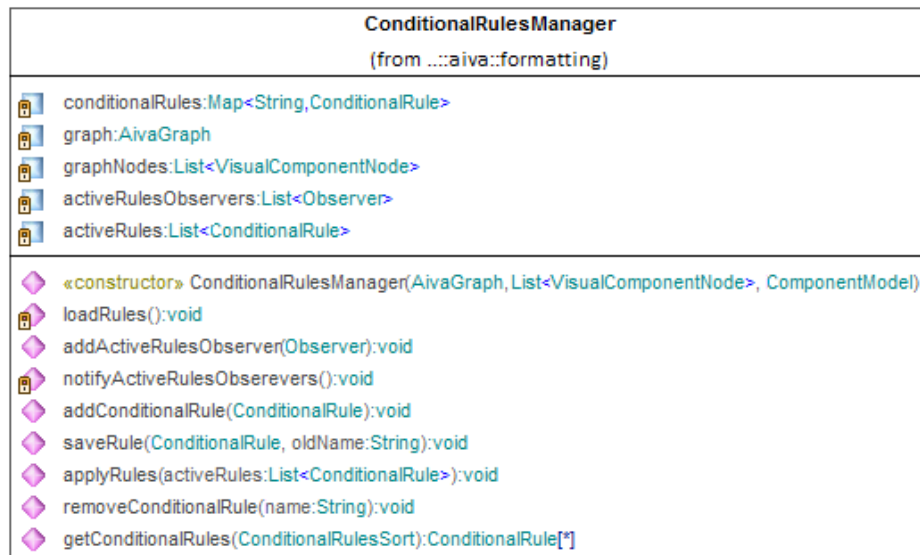 ConditionalRulesManager
(from ..::aiva::formatting)
conditionalRules:Map<String,ConditionalRule>
graph:AivaGraph
graphNodes:List<VisualComponentNode>
activeRulesObservers:List<Observer>
activeRules:List<ConditionalRule>
«constructor» ConditionalRulesManager(AivaGraph,List<VisualComponentNode>, ComponentModel)
loadRules():void
addActiveRulesObserver(Observer):void
notifyActiveRulesObserevers():void
addConditionalRule(ConditionalRule):void
saveRule(ConditionalRule, oldName:String):void
applyRules(activeRules:List<ConditionalRule>):void
removeConditionalRule(name:String):void
getConditionalRules(ConditionalRulesSort):ConditionalRule[*]